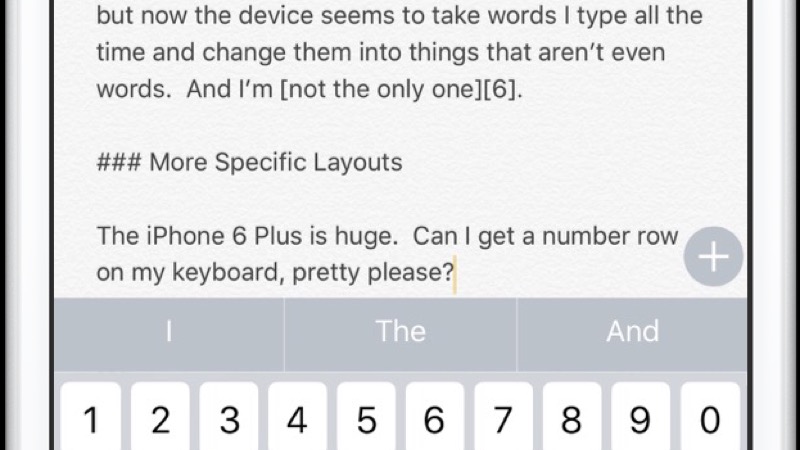 but now the device seems to take words I type all the
time and change them into things that aren’t even
words.  And I’m [not the only one][6].
### More Specific Layouts
The iPhone 6 Plus is huge.  Can I get a number row
on my keyboard, pretty please?
I The And
1 2 3 4 5 6 7 8 9 0